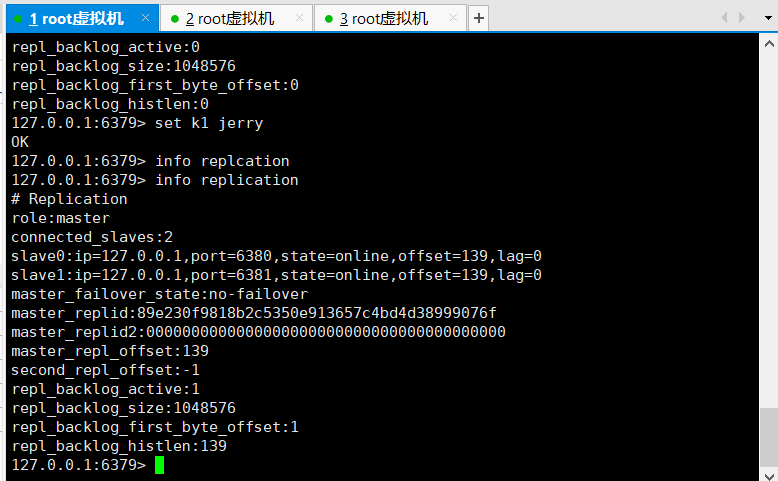 1 root虚拟机
2 root虚拟机
3 root虚拟机
repl_backlog_active:0
repl_backlog_size:1048576
repl_backlog_first_byte_offset:0
repl_backlog_histlen:0
127.0.0.1:6379> set k1 jerry
OK
127.0.0.1:6379> info replcation
127.0.0.1:6379> info replication
# Replication
role:master
connected_slaves:2
slave0:ip=127.0.0.1,port=6380,state=online,offset=139,lag=0
slave1:ip=127.0.0.1,port=6381,state=online,offset=139,lag=0
master_failover_state:no-failover
master_replid:89e230f9818b2c5350e913657c4bd4d38999076f
master_replid2:0000000000000000000000000000000000000000
master_repl_offset:139
second_repl_offset:-1
repl_backlog_active:1
repl_backlog_size:1048576
repl_backlog_first_byte_offset:1
repl_backlog_histlen:139
127.0.0.1:6379>